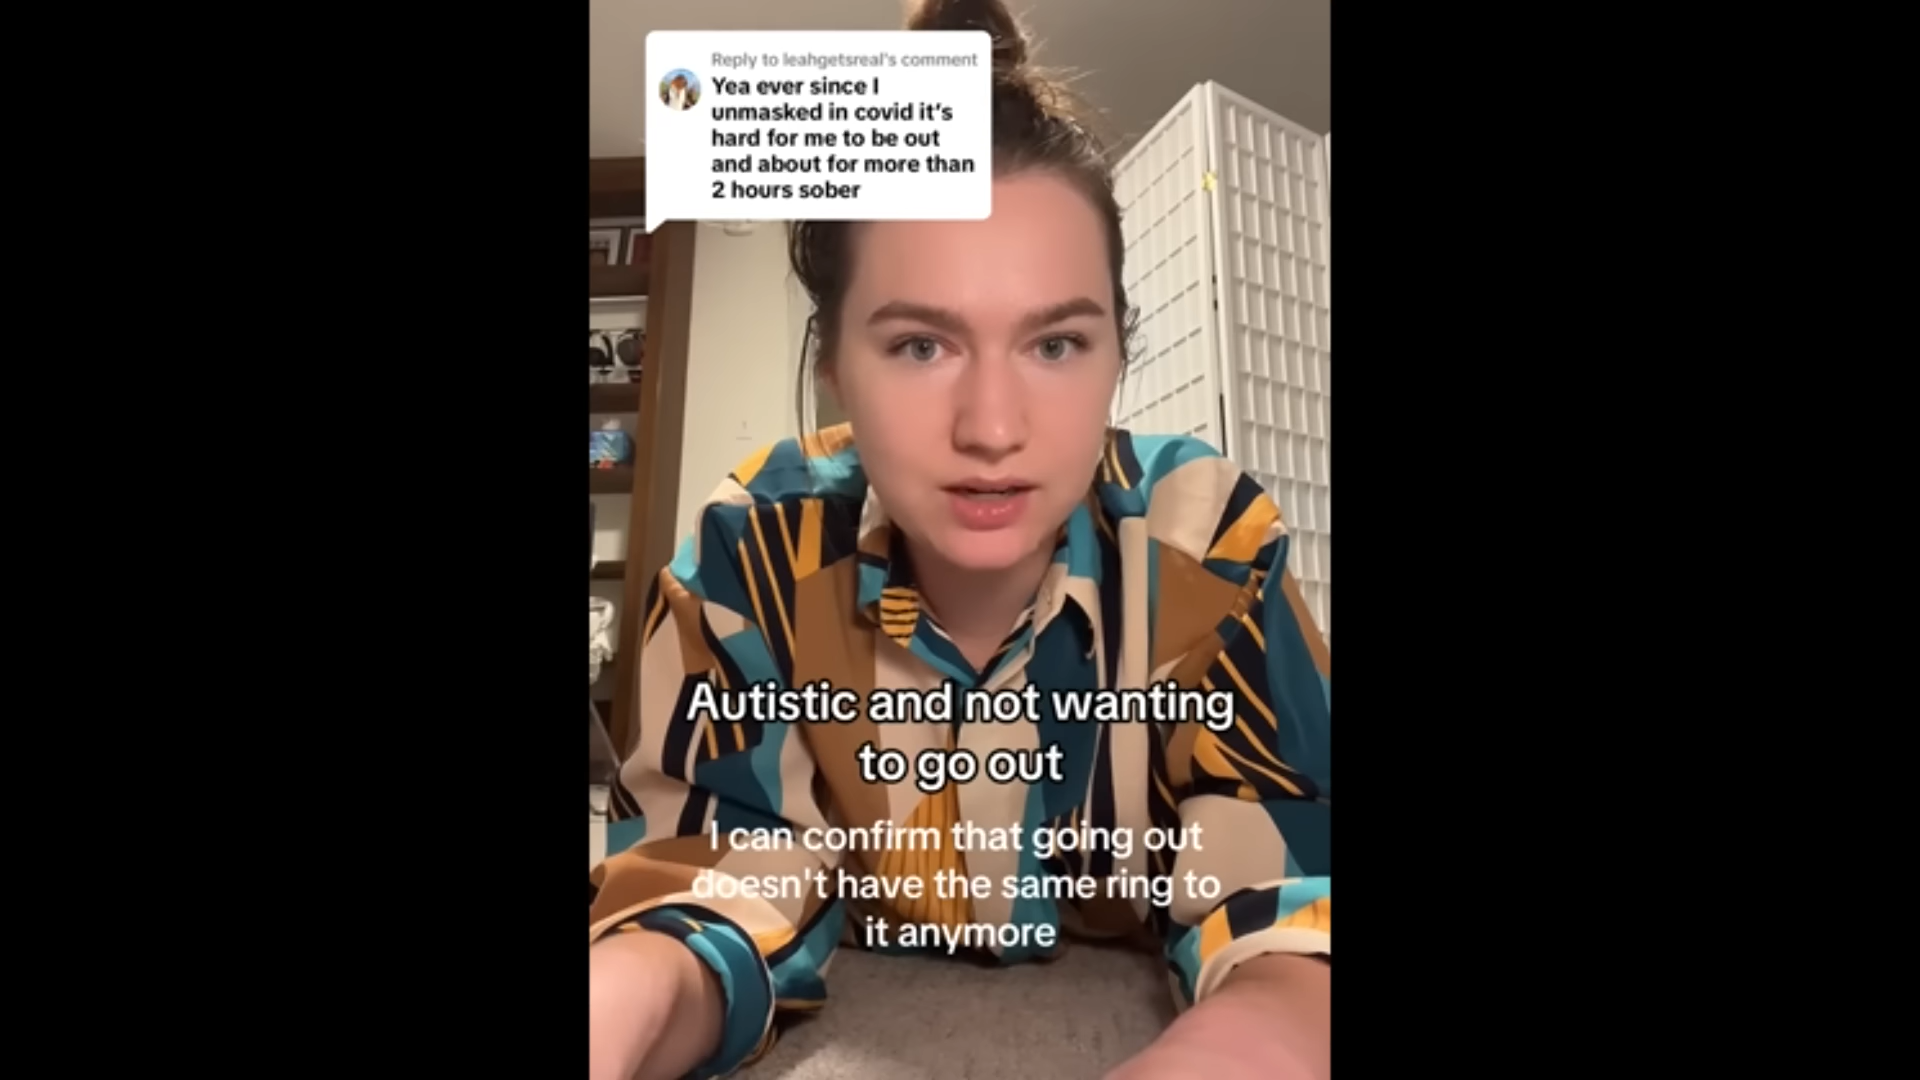 Reply to leahgetsreal's comment
Yea ever since I
unmasked in covid it’s
hard for me to be out
and about for more than
2 hours sober
Autistic and not wanting
to go out
I can confirm that going out
doesn't have the same ring to
it anymore